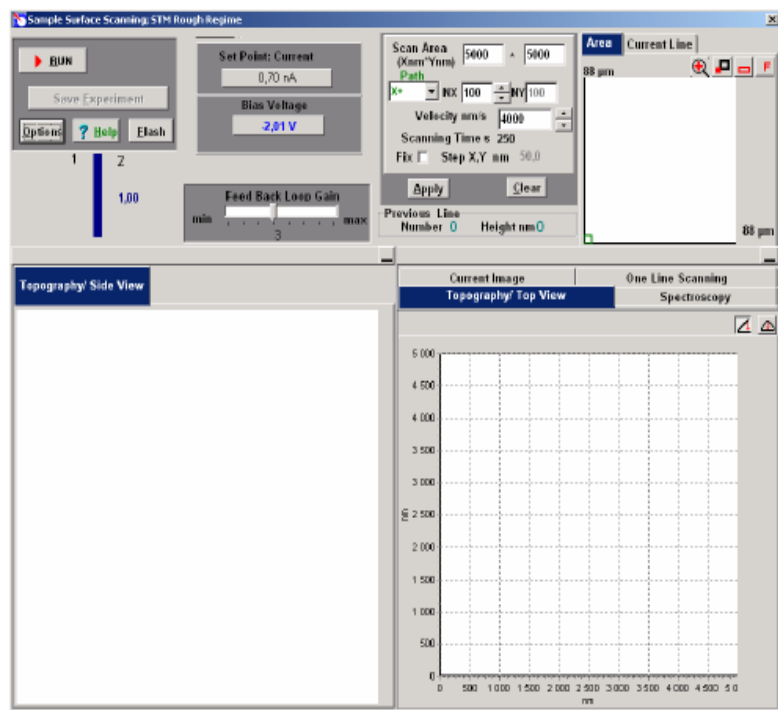 Sample Surface Scanning; STM Rough Regime
RUN
Save Experiment
Options
? Help
Flash
1 2
1,00
Set Point: Current
0,70 nA
Bias Voltage
-2,01 V
Feed Back Loop Gain
min max
3
Scan Area
(Xnm*Ynm) 5000 * 5000
Path
X+ NX 100 NY 100
Velocity nm/s 4000
Scanning Time s 250
Fix Step X,Y nm 50,0
Apply Clear
Previous Line
Number 0 Height nm 0
Area Current Line
88 µm
F
88 µm
Topography/ Side View
Current Image One Line Scanning
Topography/ Top View Spectroscopy
5 000
4 500
4 000
3 500
3 000
2 500
2 000
1 500
1 000
500
0
nm
0 500 1 000 1 500 2 000 2 500 3 000 3 500 4 000 4 500 5 0
nm